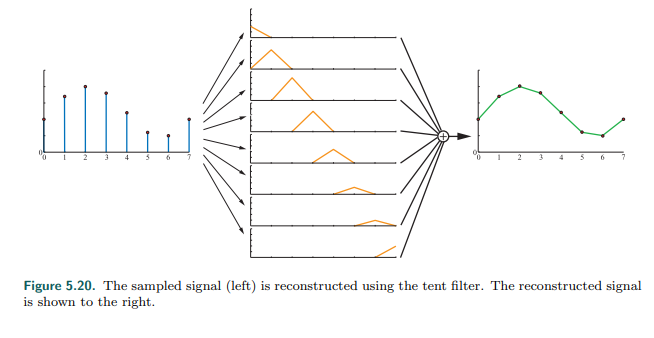 0
0 1 2 3 4 5 6 7
0
0 1 2 3 4 5 6 7
Figure 5.20. The sampled signal (left) is reconstructed using the tent filter. The reconstructed signal
is shown to the right.